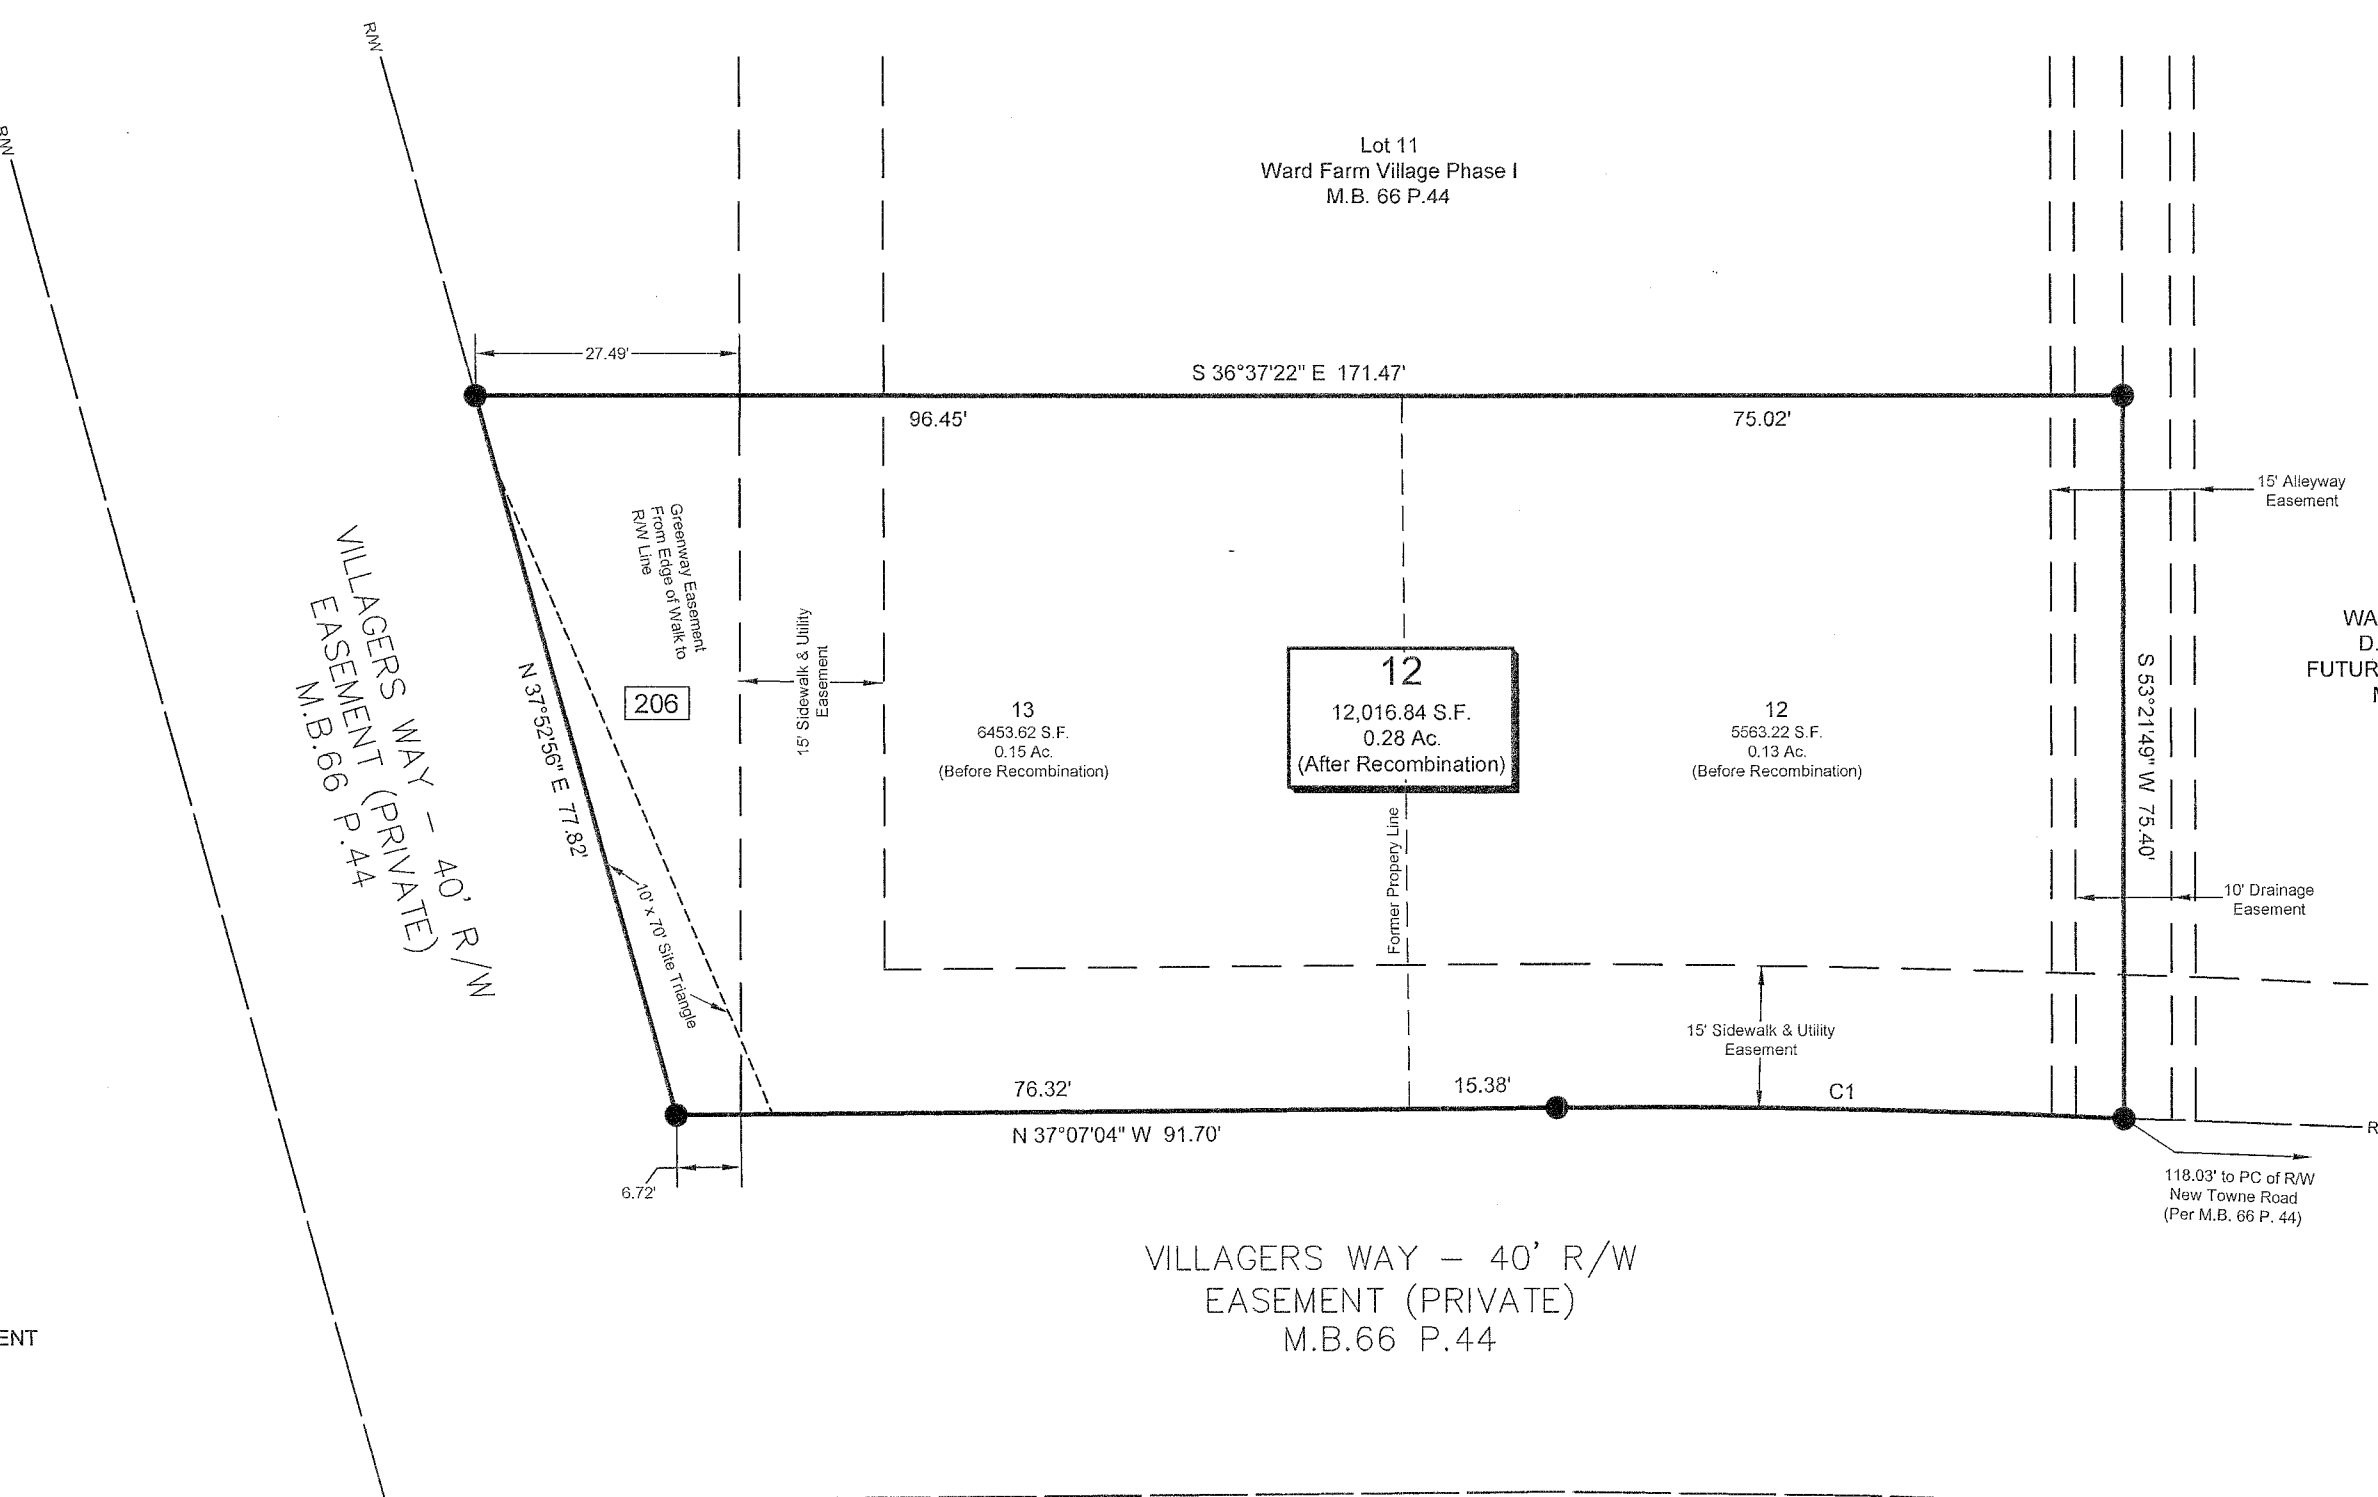 R/W
R/W
Lot 11
Ward Farm Village Phase I
M.B. 66 P.44
27.49'
S 36°37'22" E 171.47'
96.45'
75.02'
15' Alleyway
Easement
Greenway Easement
From Edge of Walk to
R/W Line
VILLAGERS WAY – 40' R/W
EASEMENT (PRIVATE)
M.B.66 P.44
N 37°52'56" E 77.82'
206
15' Sidewalk & Utility
Easement
13
6453.62 S.F.
0.15 Ac.
(Before Recombination)
12
12,016.84 S.F.
0.28 Ac.
(After Recombination)
12
5563.22 S.F.
0.13 Ac.
(Before Recombination)
S 53°21'49" W 75.40'
WA
D.
FUTUR
Former Propery Line
10' x 70' Site Triangle
10' Drainage
Easement
15' Sidewalk & Utility
Easement
76.32'
15.38'
C1
N 37°07'04" W 91.70'
R
6.72'
118.03' to PC of R/W
New Towne Road
(Per M.B. 66 P. 44)
VILLAGERS WAY – 40' R/W
EASEMENT (PRIVATE)
M.B.66 P.44
ENT